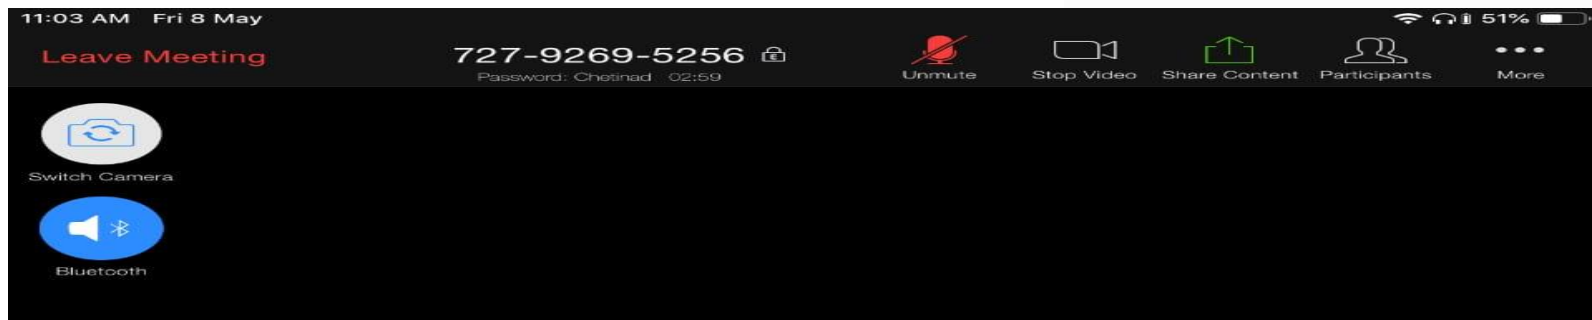 11:03 AM Fri 8 May 51%
Leave Meeting 727-9269-5256
Password: Chetinad 02:59
Unmute Stop Video Share Content Participants More
Switch Camera
Bluetooth